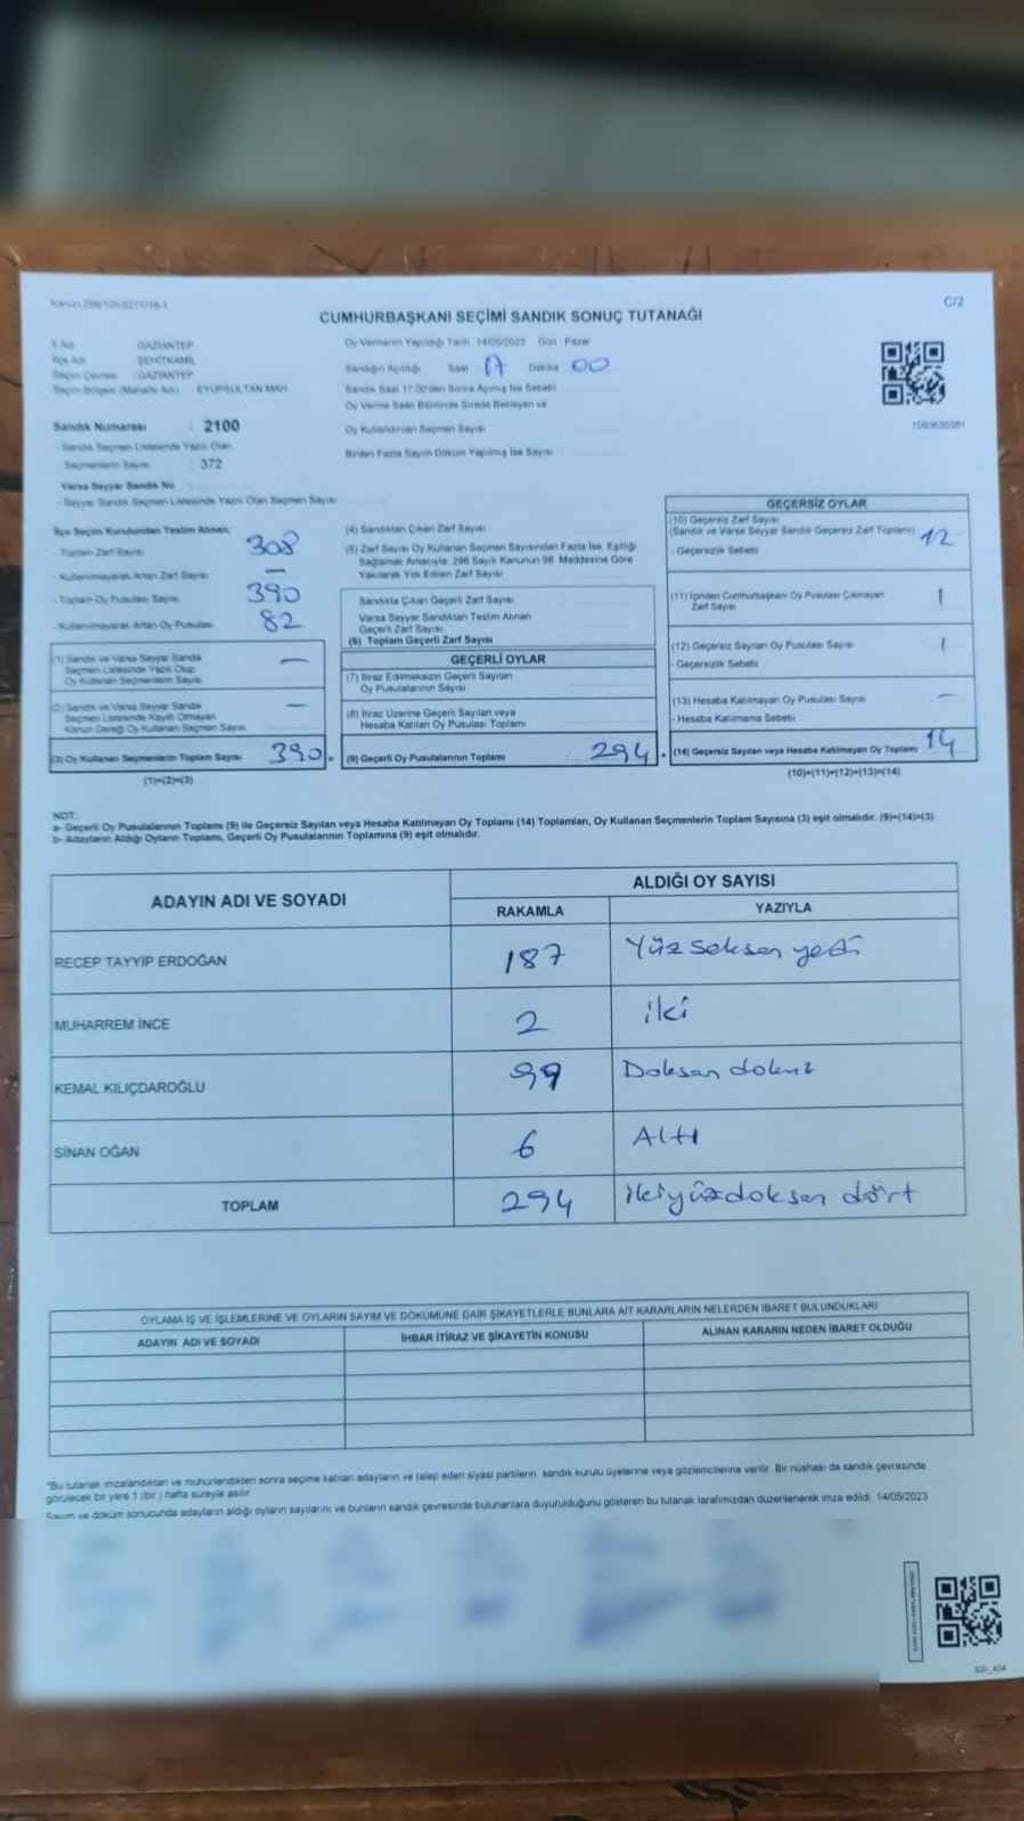 C/2
CUMHURBAŞKANI SEÇİMİ SANDIK SONUÇ TUTANAĞI
İl Adı GAZİANTEP
İlçe Adı ŞEHİTKAMİL
Seçim Çevresi : GAZİANTEP
Seçim Bölgesi (Mahalle Adı) : EYÜPSULTAN MAH
Oy Vermenin Yapıldığı Tarih 14/05/2023 Gün Pazar
Sandığın Açıldığı Saat Dakika 00
Sandık Saat 17:00'den Sonra Açılmış İse Sebebi
Oy Verme Saati Bitiminde Sırada Bekleyen ve
Oy Kullandırılan Seçmen Sayısı
Birden Fazla Sayım Döküm Yapılmış İse Sayısı
Sandık Numarası : 2100
- Sandık Seçmen Listesinde Yazılı Olan
Seçmenlerin Sayısı : 372
Varsa Seyyar Sandık No
- Seyyar Sandık Seçmen Listesinde Yazılı Olan Seçmen Sayısı
İlçe Seçim Kurulundan Teslim Alınan;
- Toplam Zarf Sayısı 308
- Kullanılmayarak Artan Zarf Sayısı —
- Toplam Oy Pusulası Sayısı 390
- Kullanılmayarak Artan Oy Pusulası 82
(1) Sandık ve Varsa Seyyar Sandık
Seçmen Listesinde Yazılı Olup
Oy Kullanan Seçmenlerin Sayısı —
(2) Sandık ve Varsa Seyyar Sandık
Seçmen Listesinde Kayıtlı Olmayan
Kanun Gereği Oy Kullanan Seçmen Sayısı —
(3) Oy Kullanan Seçmenlerin Toplam Sayısı 390
(1)+(2)=(3)
(4) Sandıktan Çıkan Zarf Sayısı
(5) Zarf Sayısı Oy Kullanan Seçmen Sayısından Fazla İse, Eşitliği
Sağlamak Amacıyla; 298 Sayılı Kanunun 98. Maddesine Göre
Yakılarak Yok Edilen Zarf Sayısı
Sandıkta Çıkan Geçerli Zarf Sayısı
Varsa Seyyar Sandıktan Teslim Alınan
Geçerli Zarf Sayısı
(6) Toplam Geçerli Zarf Sayısı
GEÇERLİ OYLAR
(7) İtiraz Edilmeksizin Geçerli Sayılan
Oy Pusulalarının Sayısı
(8) İtiraz Üzerine Geçerli Sayılan veya
Hesaba Katılan Oy Pusulası Toplamı
(9) Geçerli Oy Pusulalarının Toplamı 294
GEÇERSİZ OYLAR
(10) Geçersiz Zarf Sayısı
(Sandık ve Varsa Seyyar Sandık Geçersiz Zarf Toplamı) 12
- Geçersizlik Sebebi
(11) İçinden Cumhurbaşkanı Oy Pusulası Çıkmayan
Zarf Sayısı 1
(12) Geçersiz Sayılan Oy Pusulası Sayısı 1
- Geçersizlik Sebebi
(13) Hesaba Katılmayan Oy Pusulası Sayısı —
- Hesaba Katılmama Sebebi
(14) Geçersiz Sayılan veya Hesaba Katılmayan Oy Toplamı 14
(10)+(11)+(12)+(13)=(14)
NOT:
a- Geçerli Oy Pusulalarının Toplamı (9) ile Geçersiz Sayılan veya Hesaba Katılmayan Oy Toplamı (14) Toplamları, Oy Kullanan Seçmenlerin Toplam Sayısına (3) eşit olmalıdır. (9)+(14)=(3)
b- Adayların Aldığı Oyların Toplamı, Geçerli Oy Pusulalarının Toplamına (9) eşit olmalıdır.
ADAYIN ADI VE SOYADI
ALDIĞI OY SAYISI
RAKAMLA YAZIYLA
RECEP TAYYİP ERDOĞAN 187 Yüz seksen yedi
MUHARREM İNCE 2 iki
KEMAL KILIÇDAROĞLU 99 Doksan dokuz
SİNAN OĞAN 6 Altı
TOPLAM 294 ikiyüzdoksan dört
OYLAMA İŞ VE İŞLEMLERİNE VE OYLARIN SAYIM VE DÖKÜMÜNE DAİR ŞİKAYETLERLE BUNLARA AİT KARARLARIN NELERDEN İBARET BULUNDUKLARI
ADAYIN ADI VE SOYADI İHBAR İTİRAZ VE ŞİKAYETİN KONUSU ALINAN KARARIN NEDEN İBARET OLDUĞU
*Bu tutanak imzalandıktan ve mühürlendikten sonra seçime katılan adayların ve talep eden siyasi partilerin, sandık kurulu üyelerine veya gözlemcilerine verilir. Bir nüshası da sandık çevresinde
görülecek bir yere 1 (bir ) hafta süreyle asılır.
Sayım ve döküm sonucunda adayların aldığı oyların sayılarını ve bunların sandık çevresinde bulunanlara duyurulduğunu gösteren bu tutanak tarafımızdan düzenlenerek imza edildi. 14/05/2023